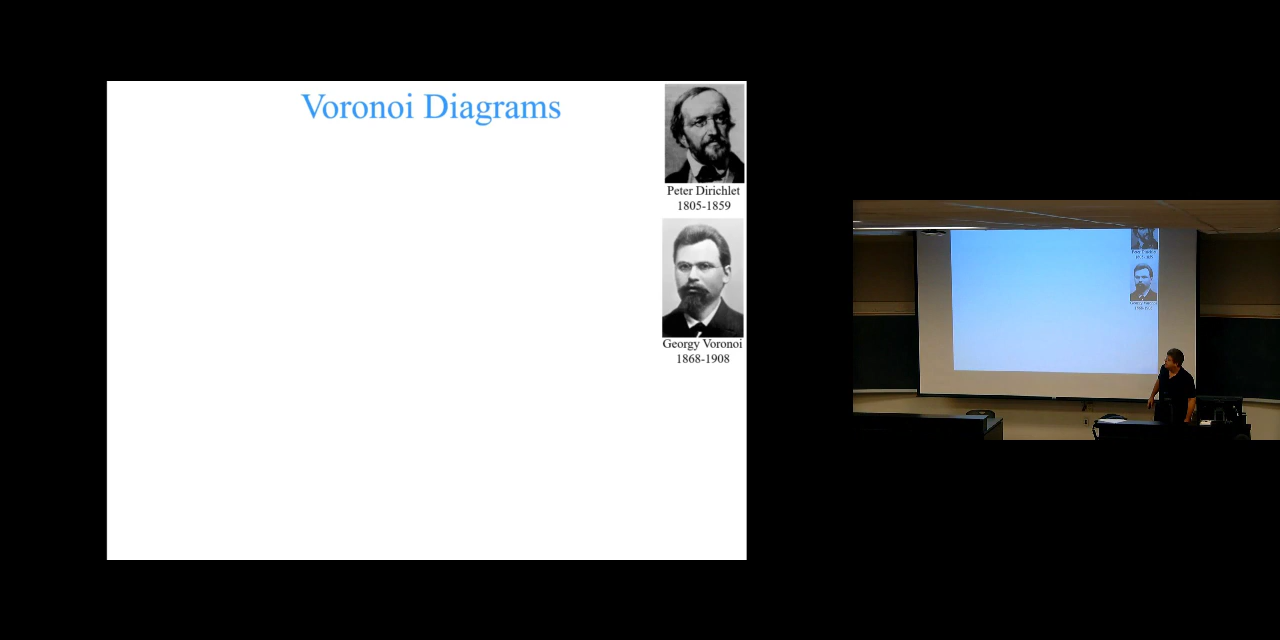 Voronoi Diagrams
Peter Dirichlet
1805-1859
Georgy Voronoi
1868-1908